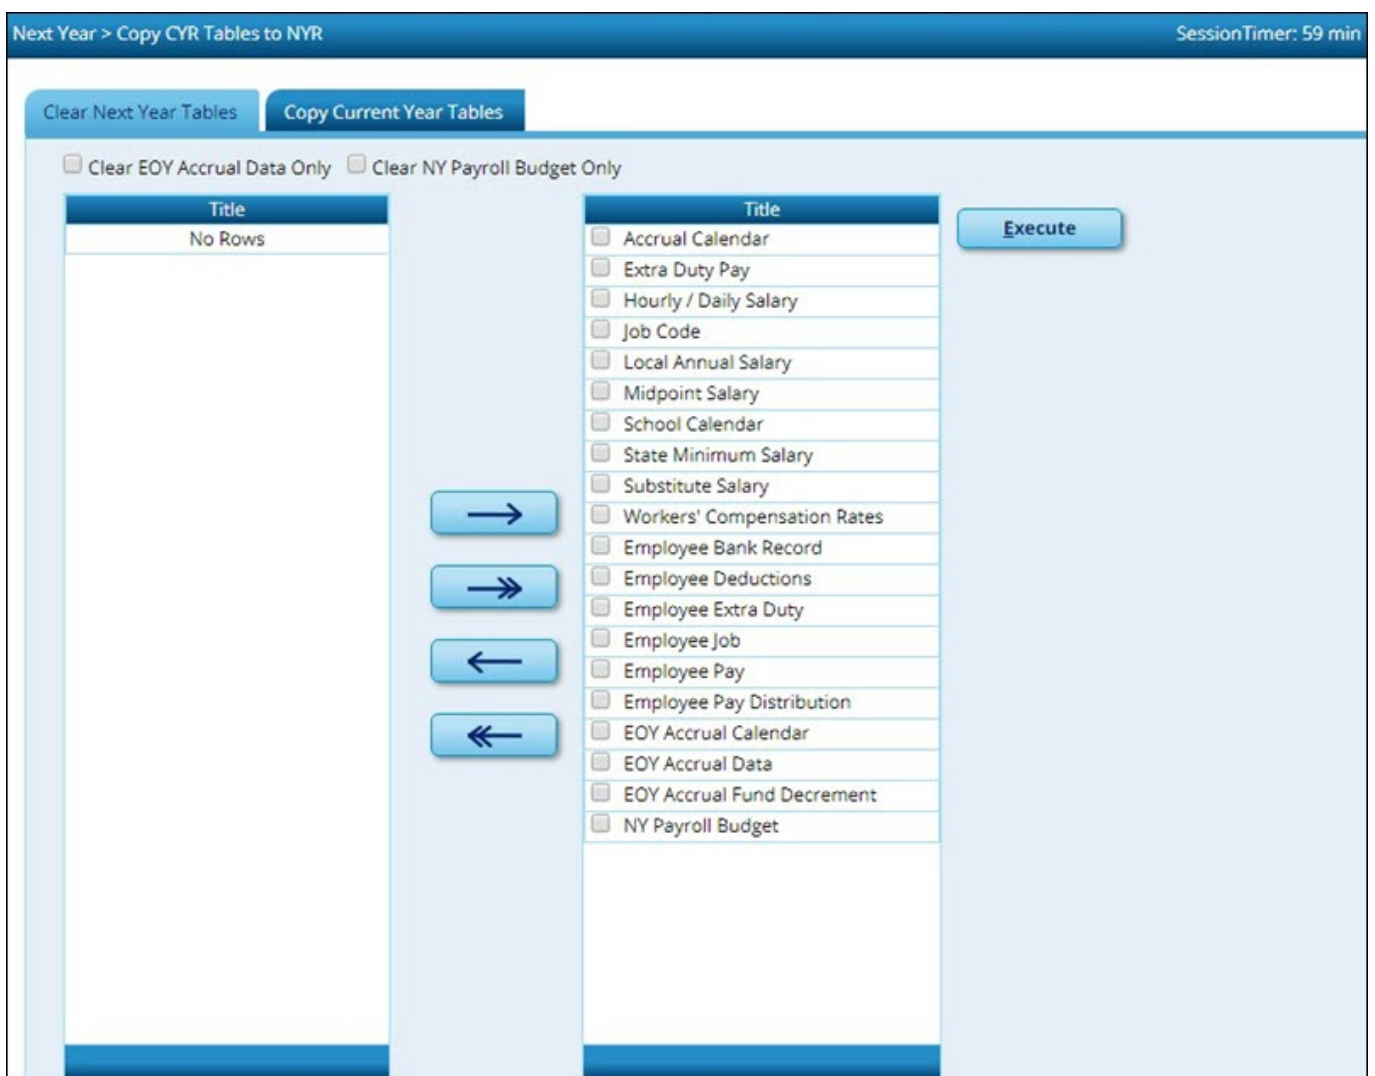 Next Year > Copy CYR Tables to NYR
SessionTimer: 59 min
Clear Next Year Tables
Copy Current Year Tables
Clear EOY Accrual Data Only
Clear NY Payroll Budget Only
Title
No Rows
Title
Accrual Calendar
Extra Duty Pay
Hourly / Daily Salary
Job Code
Local Annual Salary
Midpoint Salary
School Calendar
State Minimum Salary
Substitute Salary
Workers' Compensation Rates
Employee Bank Record
Employee Deductions
Employee Extra Duty
Employee Job
Employee Pay
Employee Pay Distribution
EOY Accrual Calendar
EOY Accrual Data
EOY Accrual Fund Decrement
NY Payroll Budget
Execute